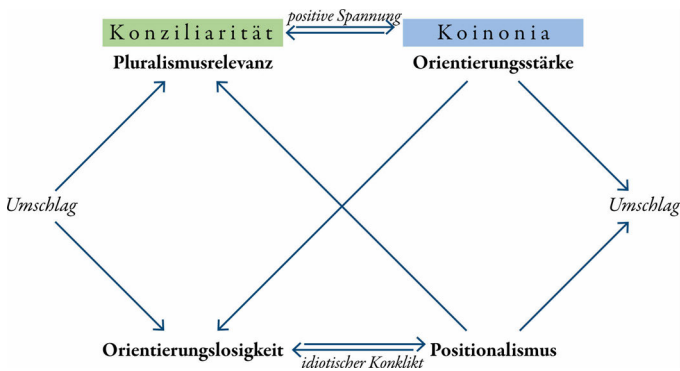 positive Spannung
Konziliarität Koinonia
Pluralismusrelevanz Orientierungsstärke
Umschlag Umschlag
Orientierungslosigkeit Positionalismus
idiotischer Konklikt